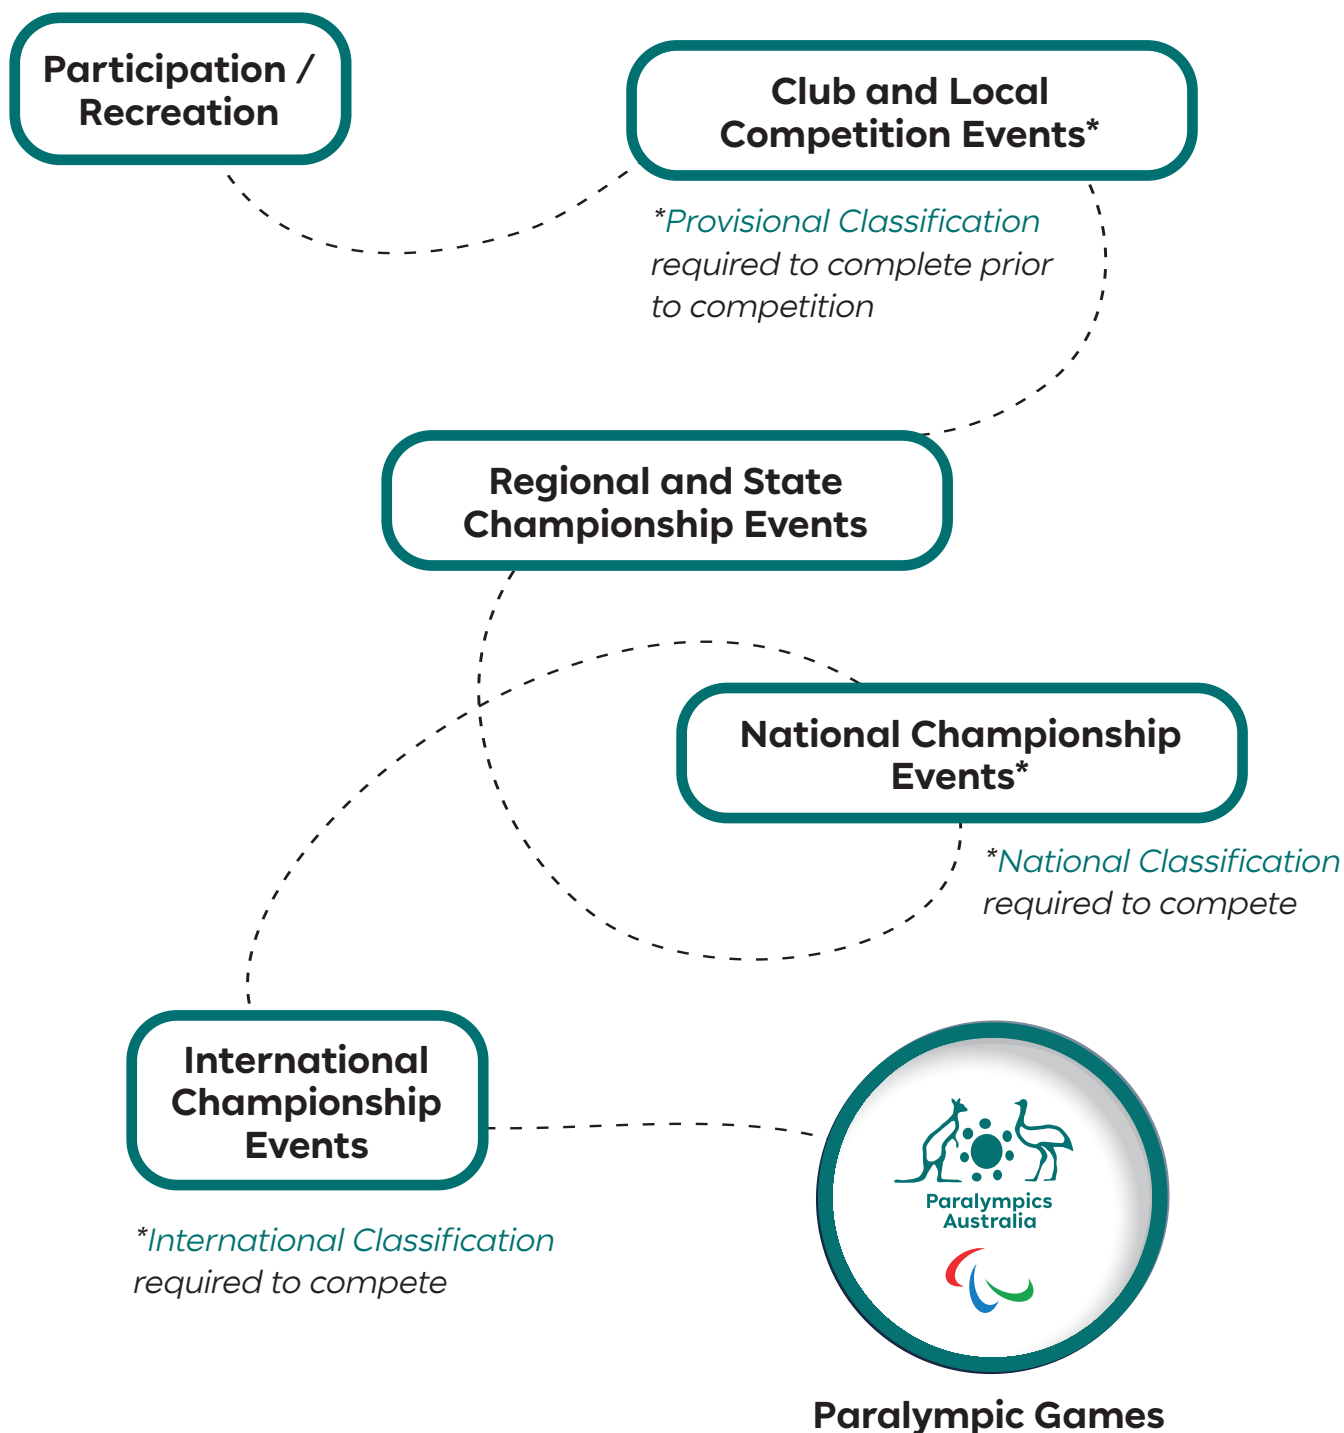 Participation /
Recreation
Club and Local
Competition Events*
*Provisional Classification
required to complete prior
to competition
Regional and State
Championship Events
National Championship
Events*
*National Classification
required to compete
International
Championship
Events
*International Classification
required to compete
Paralympics
Australia
Paralympic Games